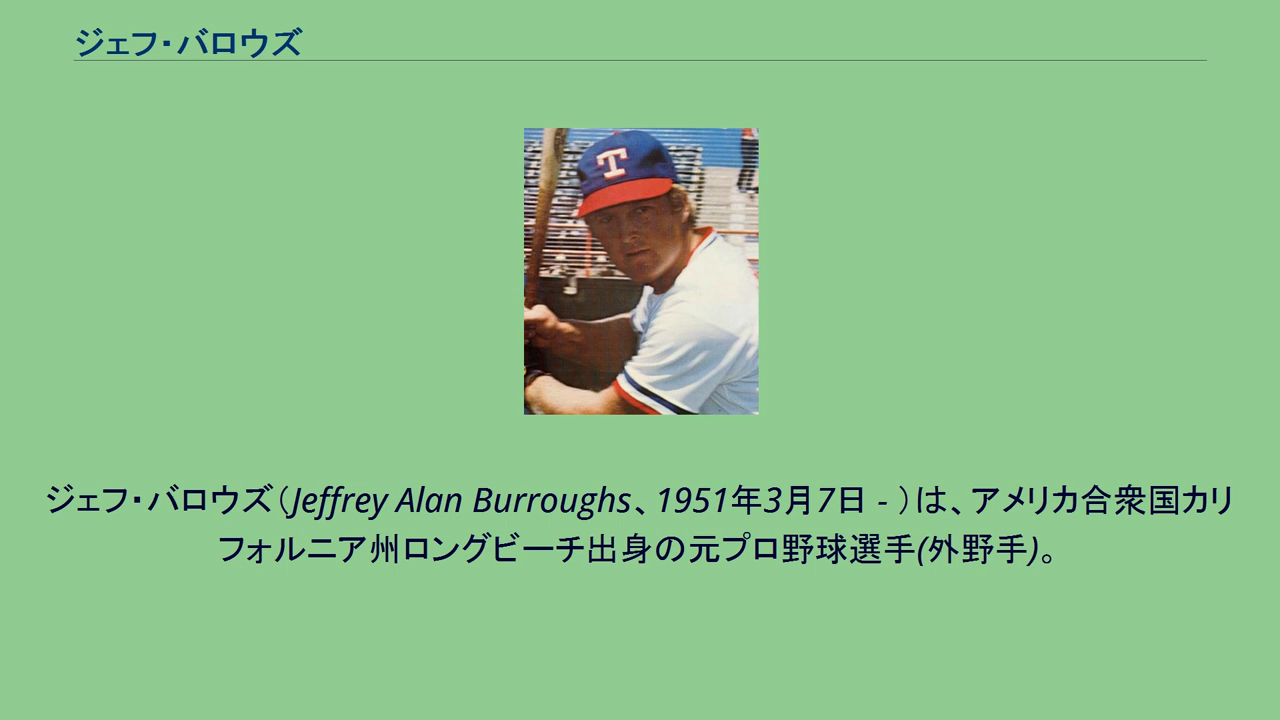 ジェフ・バロウズ
T
ジェフ・バロウズ（Jeffrey Alan Burroughs、1951年3月7日 - ）は、アメリカ合衆国カリ
フォルニア州ロングビーチ出身の元プロ野球選手(外野手)。